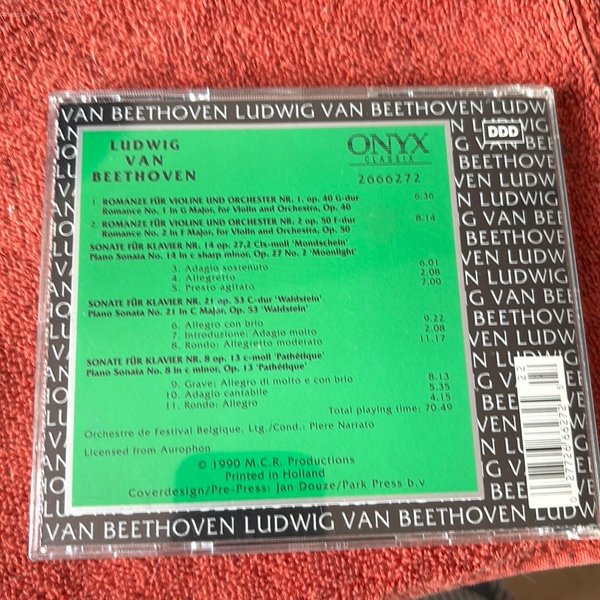 VAN BEETHOVEN LUDWIG VAN BEETHOVEN LUDW
DDD
LUDWIG
VAN
BEETHOVEN
ONYX
CLASSIX
2666272
1. ROMANZE FÜR VIOLINE UND ORCHESTER NR. 1. op. 40 G-dur 6.36
Romance No. 1 in G Major, for Violin and Orchester, Op. 40
2. ROMANZE FÜR VIOLINE UND ORCHESTER NR. 2 op. 50 F-dur 8.14
Romance No. 2 in F Major, for Violin and Orchester, Op. 50
SONATE FÜR KLAVIER NR. 14 op. 27,2 Cis-moll 'Mondschein'
Piano Sonata No. 14 in c sharp minor, Op. 27 No. 2 'Moonlight'
3. Adagio sostenuto 6.01
4. Allegretto 2.08
5. Presto agitato 7.00
SONATE FÜR KLAVIER NR. 21 op. 53 C-dur 'Waldstein'
Piano Sonata No. 21 in C Major, Op. 53 'Waldstein'
6. Allegro con brio 9.22
7. Introduzione: Adagio molto 2.08
8. Rondo: Allegretto moderato 11.17
SONATE FÜR KLAVIER NR. 8 op. 13 c-moll 'Pathétique'
Piano Sonata No. 8 in c minor, Op. 13 'Pathétique'
9. Grave: Allegro di molto e con brio 8.13
10. Adagio cantabile 5.35
11. Rondo: Allegro 4.15
Total playing time: 70.49
Orchestre de Festival Belgique, Ltg./Cond.: Piere Narrato
Licensed from Aurophon
© 1990 M.C.R. Productions
Printed in Holland
Coverdesign/Pre-Press: Jan Douze/Park Press b.v
VAN BEETHOVEN LUDWIG VAN BEETHOVEN LUDWIG